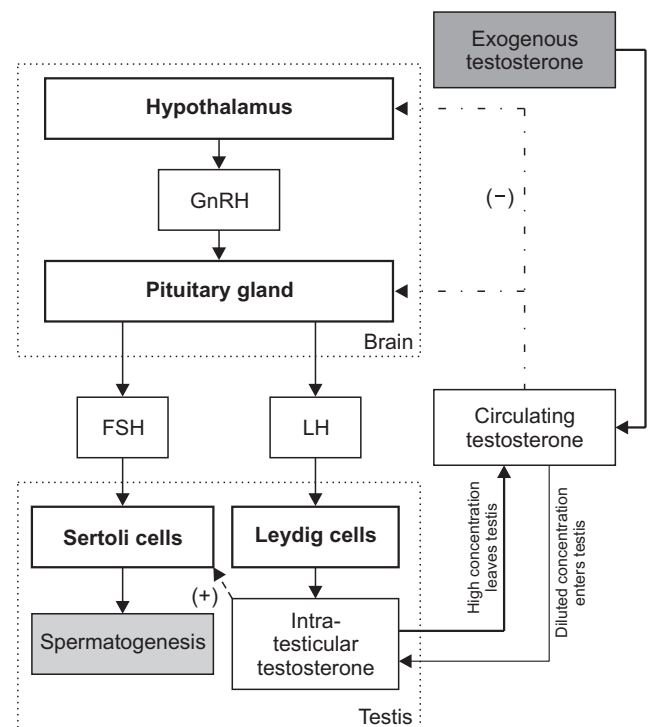 Exogenous
testosterone
Hypothalamus
(−)
GnRH
Pituitary gland
Brain
FSH
LH
Circulating
testosterone
High concentration
leaves testis
Diluted concentration
enters testis
Sertoli cells
Leydig cells
(+)
Spermatogenesis
Intra-
testicular
testosterone
Testis